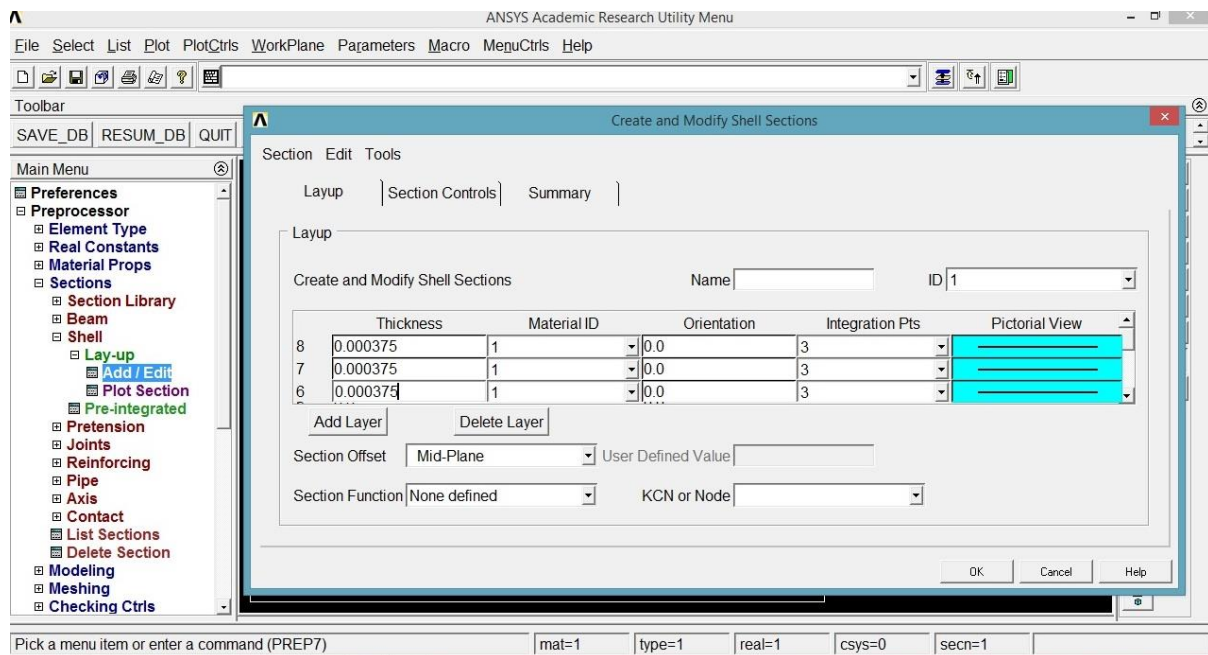 ANSYS Academic Research Utility Menu
File Select List Plot PlotCtrls WorkPlane Parameters Macro MenuCtrls Help
Toolbar
SAVE_DB RESUM_DB QUIT
Main Menu
Preferences
Preprocessor
Element Type
Real Constants
Material Props
Sections
Section Library
Beam
Shell
Lay-up
Add / Edit
Plot Section
Pre-integrated
Pretension
Joints
Reinforcing
Pipe
Axis
Contact
List Sections
Delete Section
Modeling
Meshing
Checking Ctrls
Create and Modify Shell Sections
Section Edit Tools
Layup Section Controls Summary
Layup
Create and Modify Shell Sections Name ID 1
Thickness Material ID Orientation Integration Pts Pictorial View
8 0.000375 1 0.0 3
7 0.000375 1 0.0 3
6 0.000375 1 0.0 3
Add Layer Delete Layer
Section Offset Mid-Plane User Defined Value
Section Function None defined KCN or Node
OK Cancel Help
Pick a menu item or enter a command (PREP7) mat=1 type=1 real=1 csys=0 secn=1